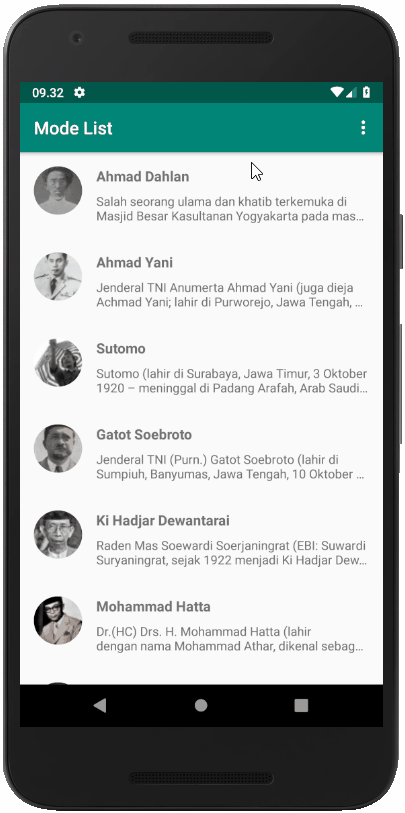 09.32
Mode List
Ahmad Dahlan
Salah seorang ulama dan khatib terkemuka di
Masjid Besar Kasultanan Yogyakarta pada mas...
Ahmad Yani
Jenderal TNI Anumerta Ahmad Yani (juga dieja
Achmad Yani; lahir di Purworejo, Jawa Tengah, ...
Sutomo
Sutomo (lahir di Surabaya, Jawa Timur, 3 Oktober
1920 – meninggal di Padang Arafah, Arab Saudi...
Gatot Soebroto
Jenderal TNI (Purn.) Gatot Soebroto (lahir di
Sumpiuh, Banyumas, Jawa Tengah, 10 Oktober ...
Ki Hadjar Dewantarai
Raden Mas Soewardi Soerjaningrat (EBI: Suwardi
Suryaningrat, sejak 1922 menjadi Ki Hadjar Dew...
Mohammad Hatta
Dr.(HC) Drs. H. Mohammad Hatta (lahir
dengan nama Mohammad Athar, dikenal sebag...